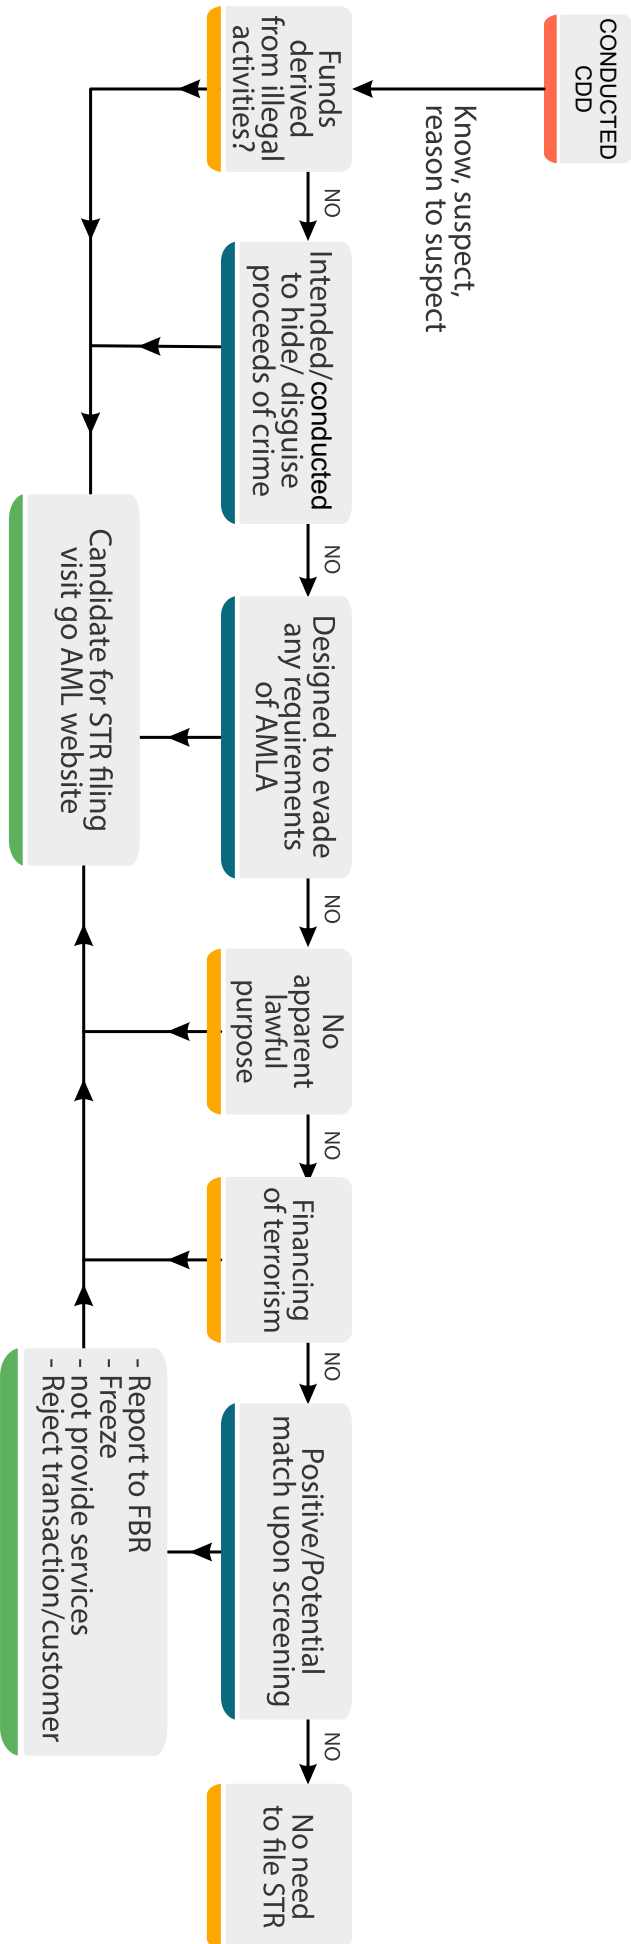 CONDUCTED
CDD
Know, suspect,
reason to suspect
Funds
derived
from illegal
activities?
NO
Intended/conducted
to hide/ disguise
proceeds of crime
NO
Designed to evade
any requirements
of AMLA
NO
No
apparent
lawful
purpose
NO
Financing
of terrorism
NO
Positive/Potential
match upon screening
NO
No need
to file STR
Candidate for STR filing
visit go AML website
- Report to FBR
- Freeze
- not provide services
- Reject transaction/customer